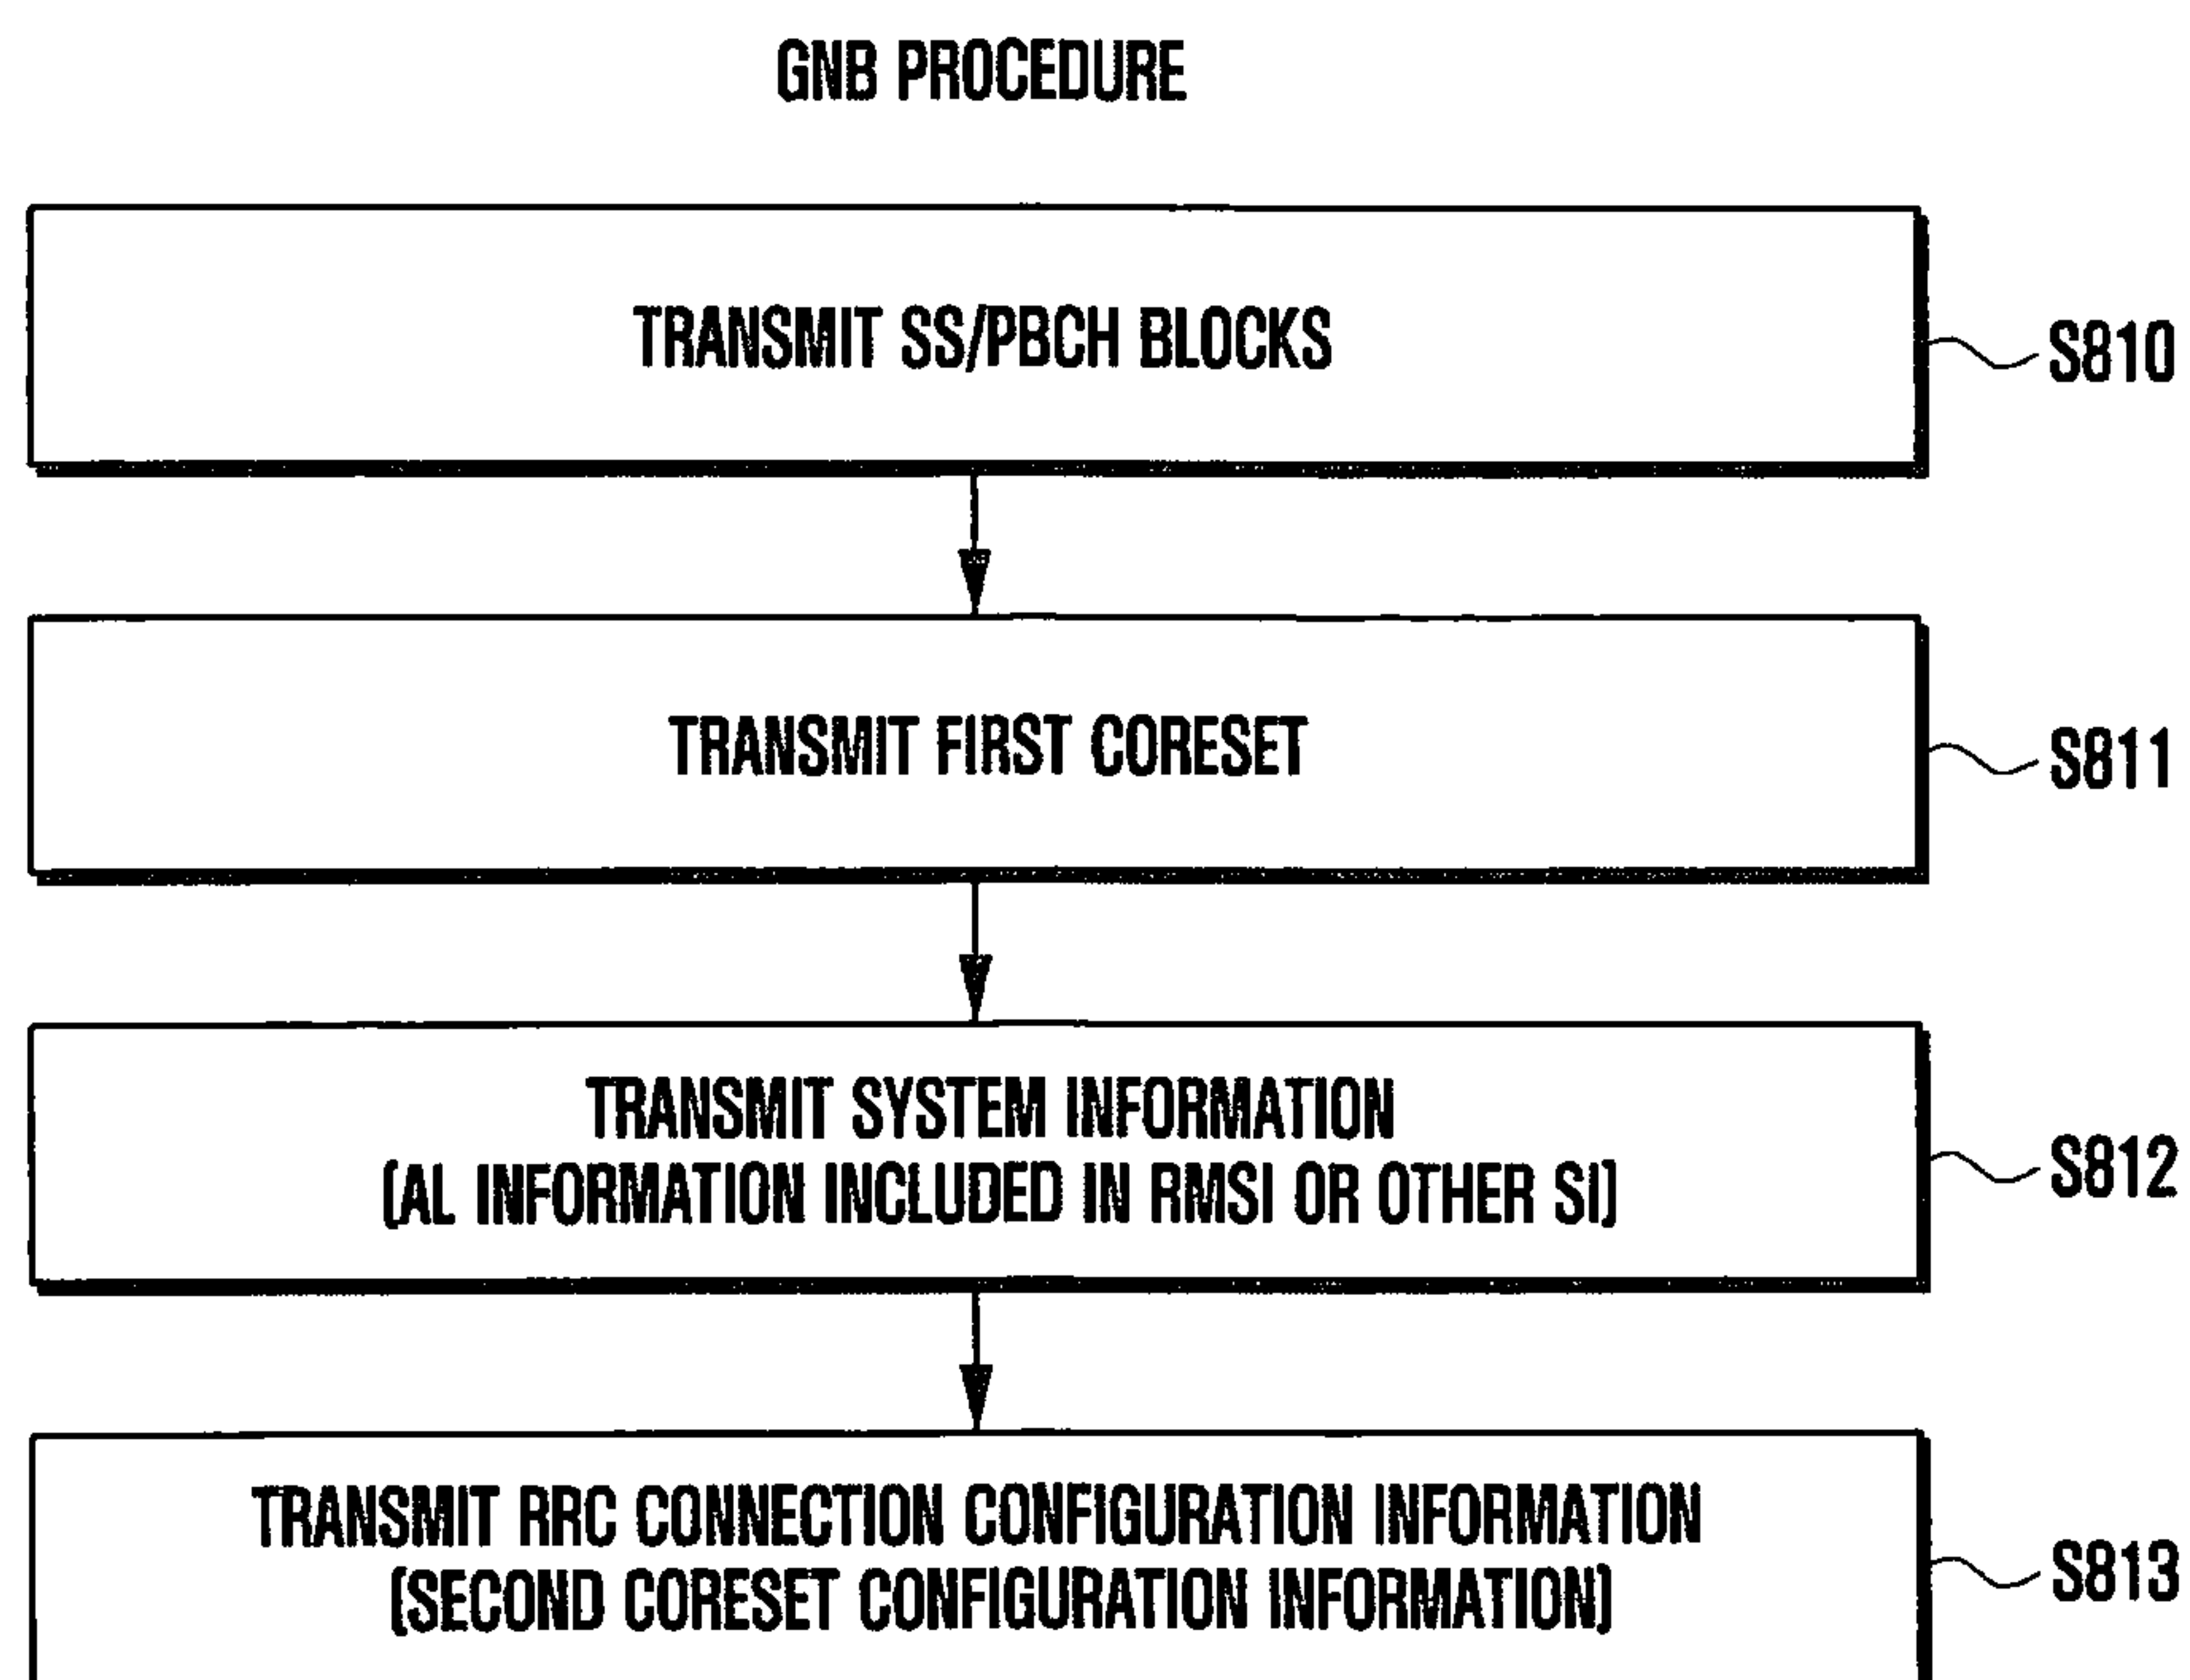 GNB PROCEDURE
TRANSMIT SS/PBCH BLOCKS
S810
TRANSMIT FIRST CORESET
S811
TRANSMIT SYSTEM INFORMATION
(AL INFORMATION INCLUDED IN RMSI OR OTHER SI)
S812
TRANSMIT RRC CONNECTION CONFIGURATION INFORMATION
(SECOND CORESET CONFIGURATION INFORMATION)
S813